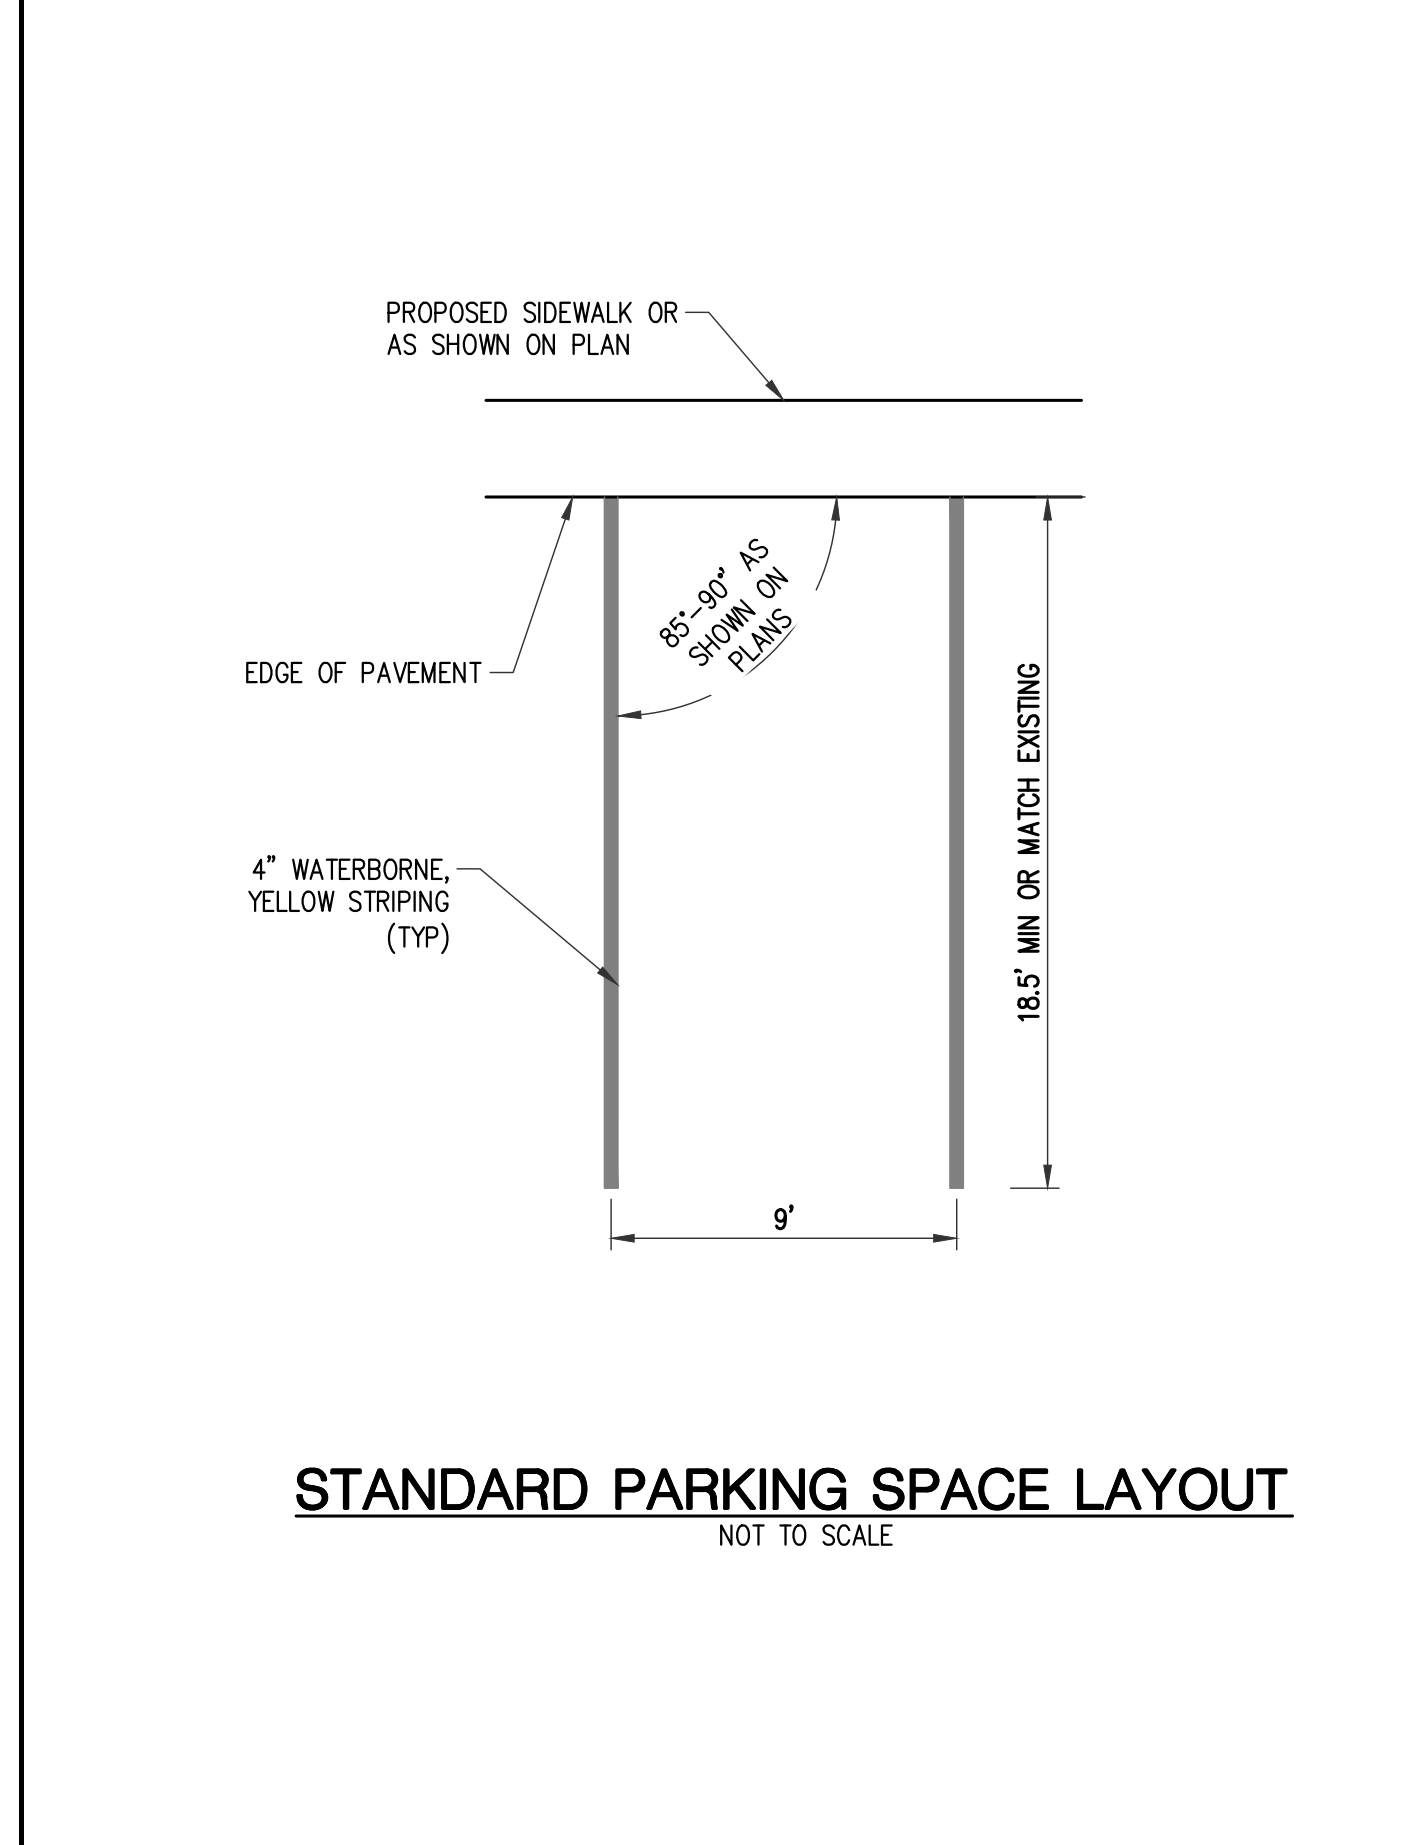 PROPOSED SIDEWALK OR
AS SHOWN ON PLAN
85°-90° AS
SHOWN ON
PLANS
EDGE OF PAVEMENT
18.5' MIN OR MATCH EXISTING
4" WATERBORNE,
YELLOW STRIPING
(TYP)
9'
STANDARD PARKING SPACE LAYOUT
NOT TO SCALE